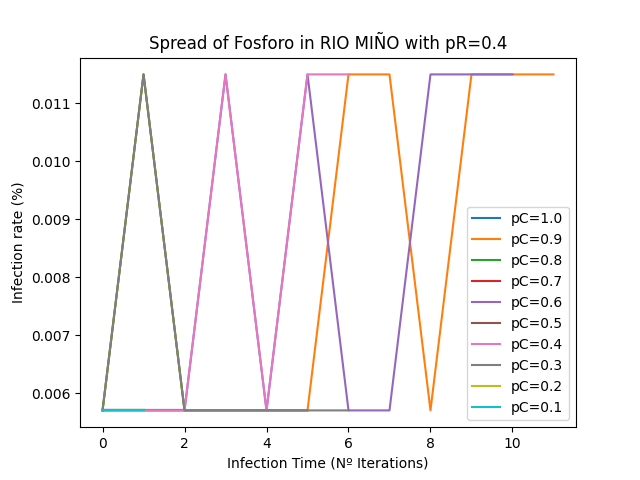 Spread of Fosforo in RIO MIÑO with pR=0.4
Infection rate (%)
0.011
0.010
0.009
0.008
0.007
0.006
0 2 4 6 8 10
Infection Time (Nº Iterations)
pC=1.0
pC=0.9
pC=0.8
pC=0.7
pC=0.6
pC=0.5
pC=0.4
pC=0.3
pC=0.2
pC=0.1